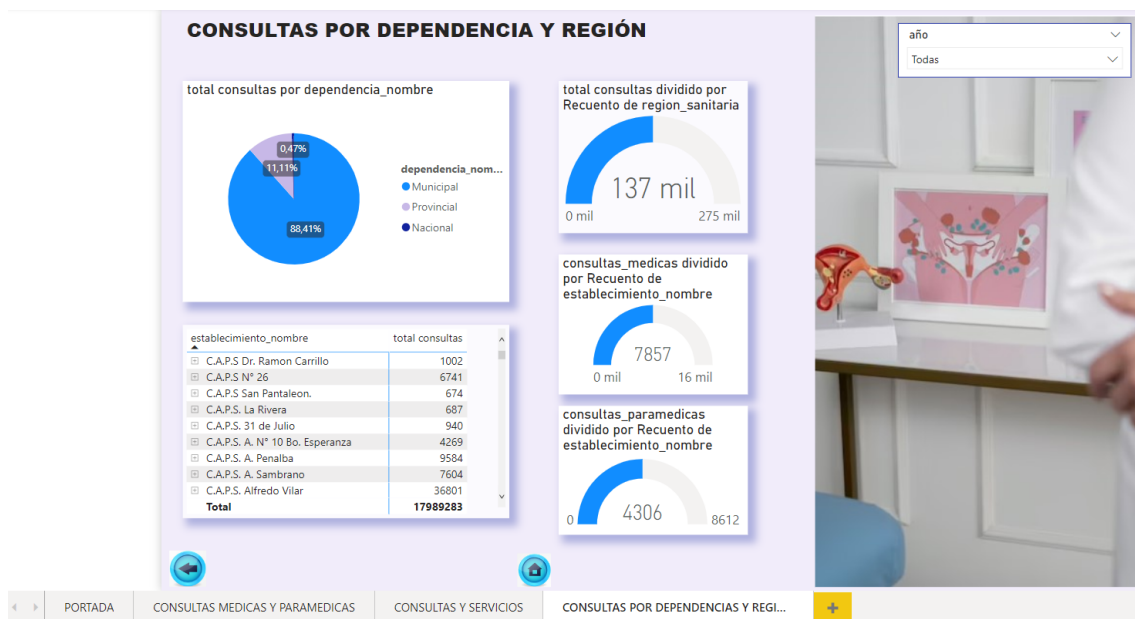 CONSULTAS POR DEPENDENCIA Y REGIÓN
año
Todas
total consultas por dependencia_nombre
0,47%
11,11%
88,41%
dependencia_nom...
Municipal
Provincial
Nacional
total consultas dividido por
Recuento de region_sanitaria
137 mil
0 mil
275 mil
consultas_medicas dividido
por Recuento de
establecimiento_nombre
7857
0 mil
16 mil
consultas_paramedicas
dividido por Recuento de
establecimiento_nombre
4306
0
8612
establecimiento_nombre total consultas
C.A.P.S Dr. Ramon Carrillo 1002
C.A.P.S N° 26 6741
C.A.P.S San Pantaleon. 674
C.A.P.S. La Rivera 687
C.A.P.S. 31 de Julio 940
C.A.P.S. A. N° 10 Bo. Esperanza 4269
C.A.P.S. A. Penalba 9584
C.A.P.S. A. Sambrano 7604
C.A.P.S. Alfredo Vilar 36801
Total 17989283
PORTADA CONSULTAS MEDICAS Y PARAMEDICAS CONSULTAS Y SERVICIOS CONSULTAS POR DEPENDENCIAS Y REGI...